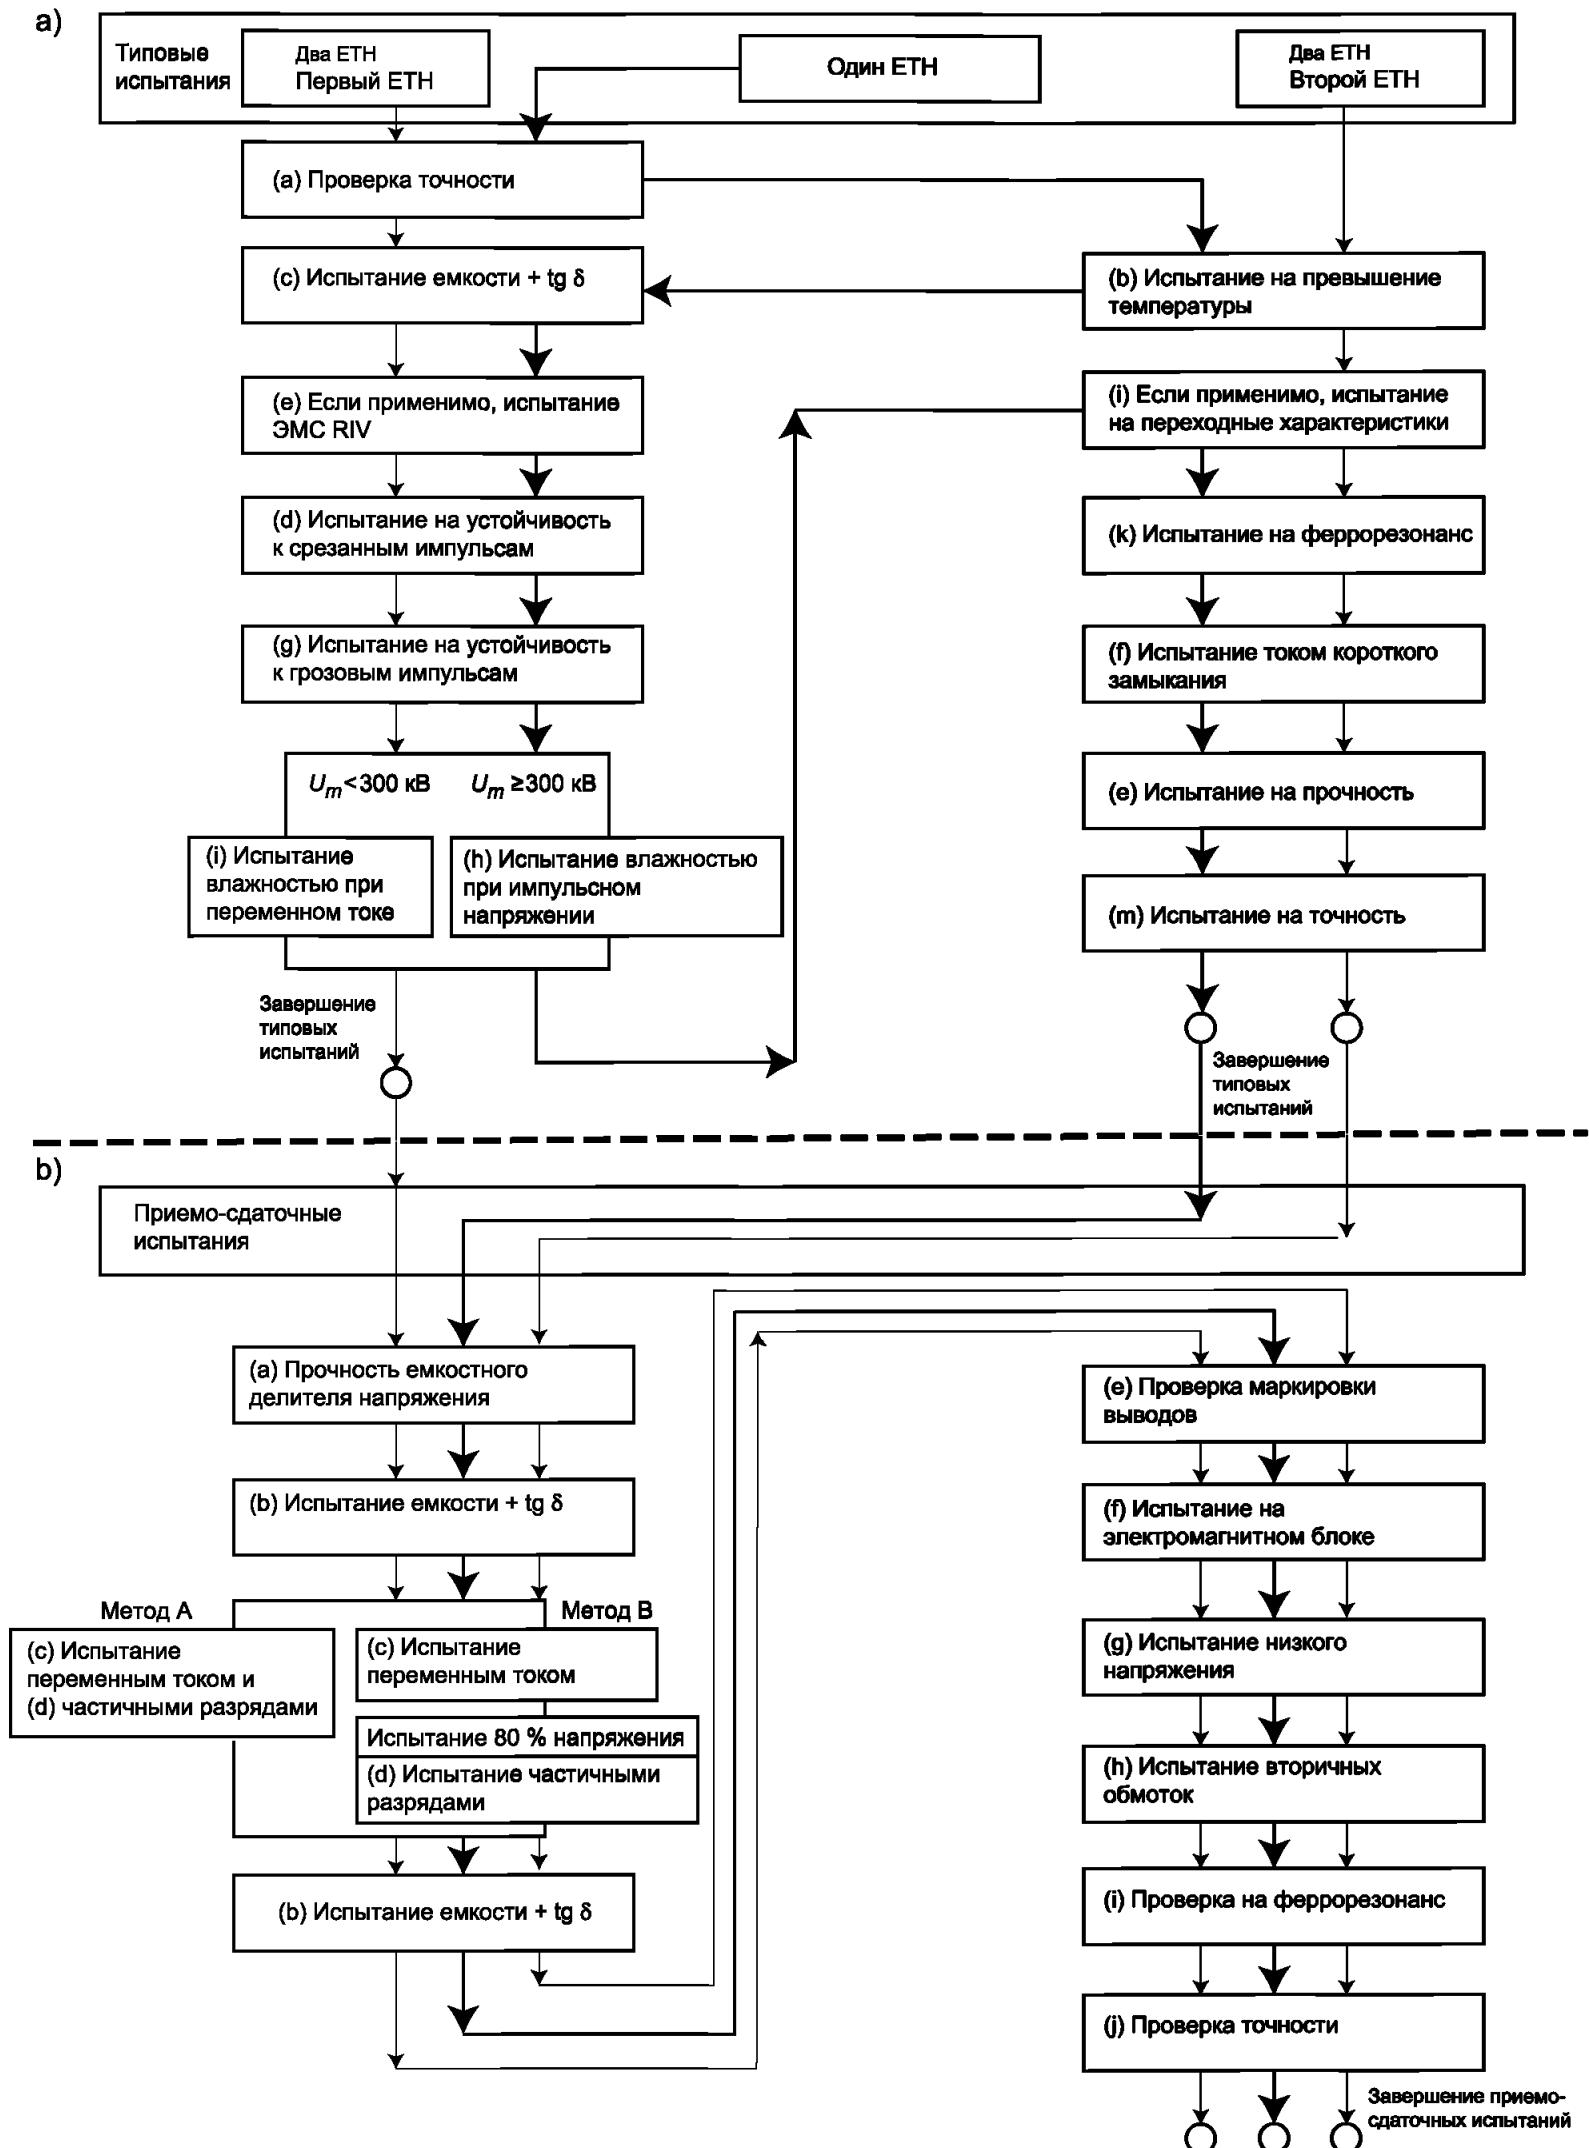 a)
Типовые
испытания
Два ЕТН
Первый ЕТН
Один ЕТН
Два ЕТН
Второй ЕТН
(a) Проверка точности
(c) Испытание емкости + tg δ
(b) Испытание на превышение
температуры
(e) Если применимо, испытание
ЭМС RIV
(i) Если применимо, испытание
на переходные характеристики
(d) Испытание на устойчивость
к срезанным импульсам
(k) Испытание на феррорезонанс
(g) Испытание на устойчивость
к грозовым импульсам
(f) Испытание током короткого
замыкания
Um<300 кВ
Um ≥300 кВ
(e) Испытание на прочность
(i) Испытание
влажностью при
переменном токе
(h) Испытание влажностью
при импульсном
напряжении
(m) Испытание на точность
Завершение
типовых
испытаний
Завершение
типовых
испытаний
b)
Приемо-сдаточные
испытания
(a) Прочность емкостного
делителя напряжения
(e) Проверка маркировки
выводов
(b) Испытание емкости + tg δ
(f) Испытание на
электромагнитном блоке
Метод А
Метод В
(c) Испытание
переменным током и
(d) частичными разрядами
(c) Испытание
переменным током
(g) Испытание низкого
напряжения
Испытание 80 % напряжения
(d) Испытание частичными
разрядами
(h) Испытание вторичных
обмоток
(b) Испытание емкости + tg δ
(i) Проверка на феррорезонанс
(j) Проверка точности
Завершение приемо-
сдаточных испытаний